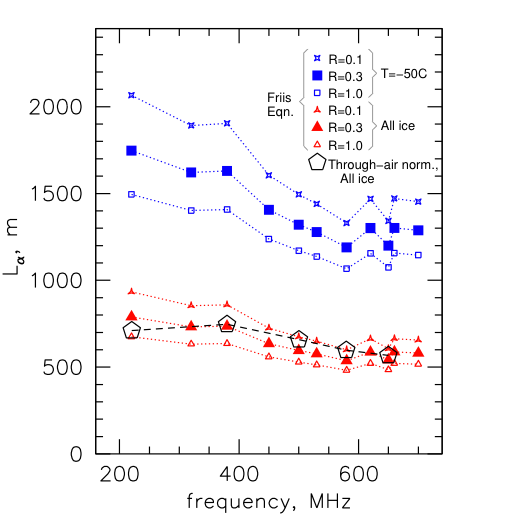 R=0.1
R=0.3
T=−50C
R=1.0
Friis
Eqn.
R=0.1
R=0.3
All ice
R=1.0
Through−air norm.,
All ice
2000
1500
1000
500
0
Lα, m
200
400
600
frequency, MHz